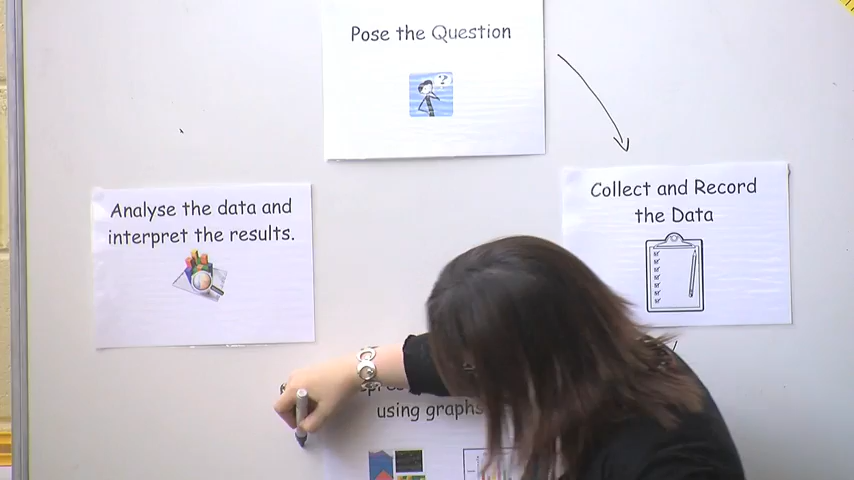 Pose the Question
?
Collect and Record
the Data
Analyse the data and
interpret the results.
using graphs